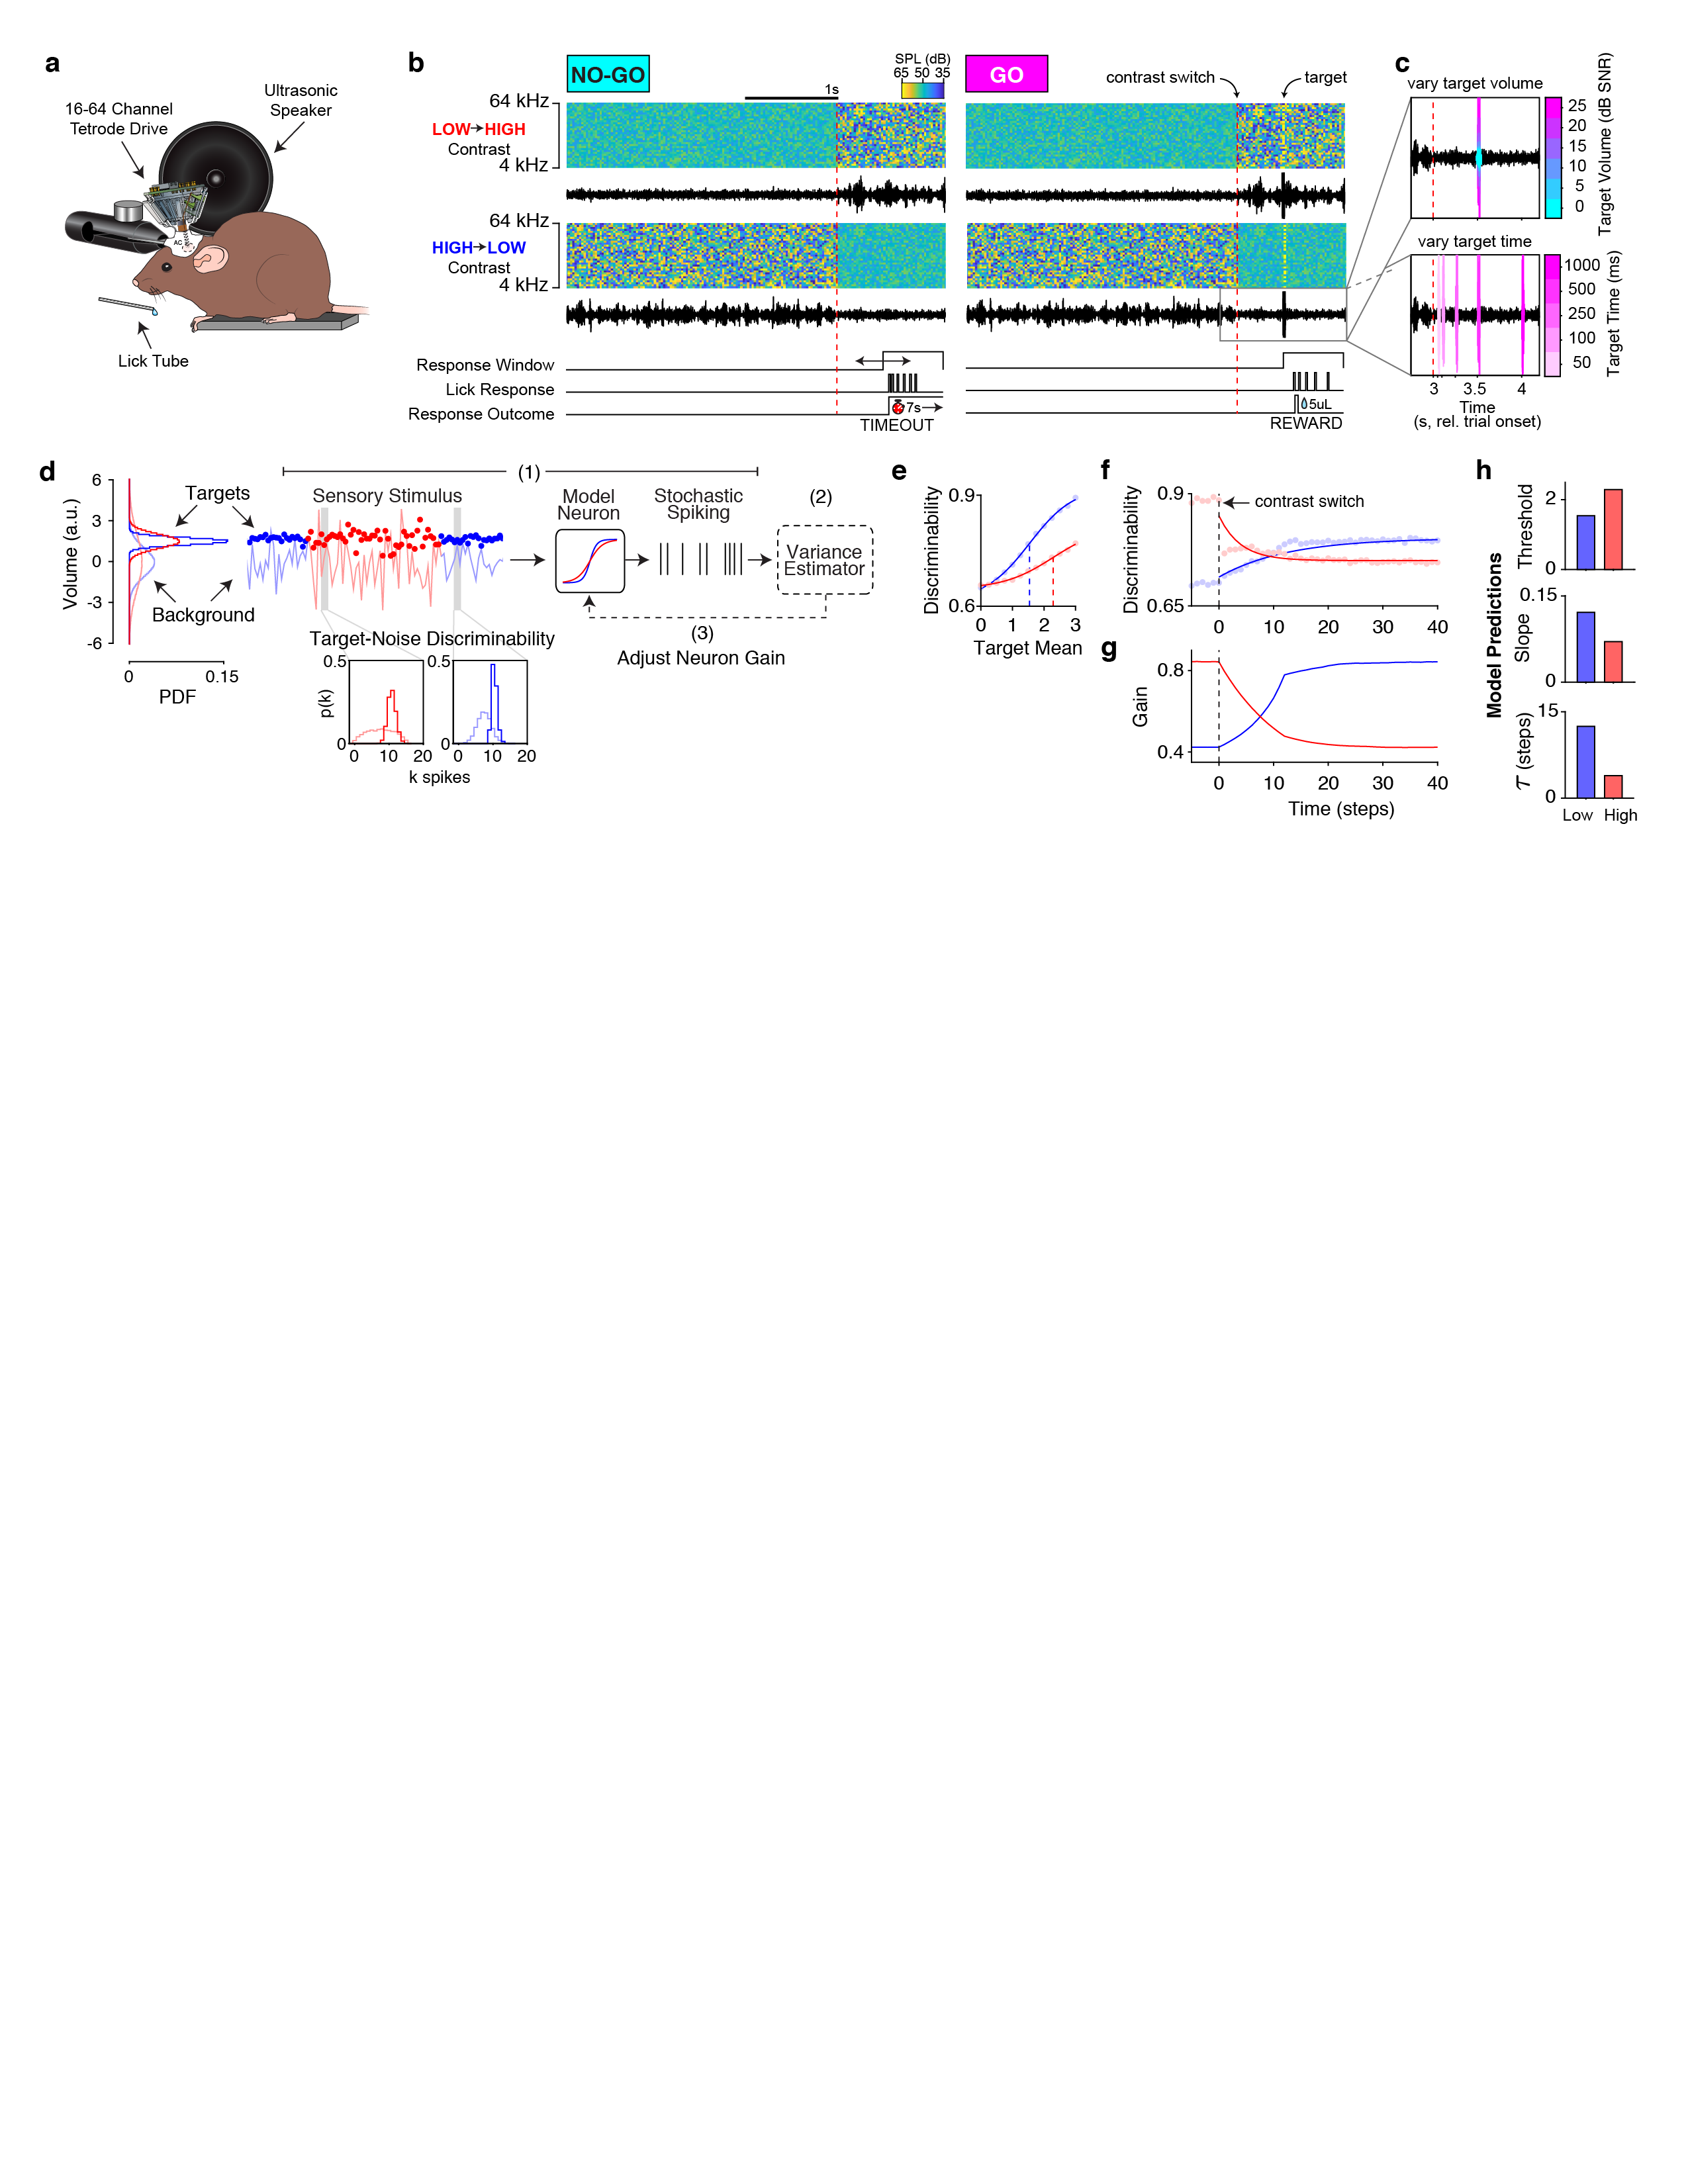 a
16-64 Channel
Tetrode Drive
Ultrasonic
Speaker
AC
Lick Tube
b
NO-GO
SPL (dB)
65 50 35
1s
GO
contrast switch
target
64 kHz
LOW→HIGH
Contrast
4 kHz
64 kHz
HIGH→LOW
Contrast
4 kHz
Response Window
Lick Response
Response Outcome
7s
TIMEOUT
5uL
REWARD
c
vary target volume
25
20
15
10
5
0
Target Volume (dB SNR)
vary target time
1000
500
250
100
50
Target Time (ms)
3 3.5 4
Time
(s, rel. trial onset)
d
6
3
0
-3
-6
Volume (a.u.)
0 0.15
PDF
Targets
Background
(1)
Sensory Stimulus
Model
Neuron
Stochastic
Spiking
(2)
Variance
Estimator
(3)
Adjust Neuron Gain
Target-Noise Discriminability
0.5
0
p(k)
0.5
0
0 10 20
0 10 20
k spikes
e
Discriminability
0.9
0.6
0 1 2 3
Target Mean
f
Discriminability
0.9
0.65
contrast switch
0 10 20 30 40
g
Gain
0.8
0.4
0 10 20 30 40
Time (steps)
h
Model Predictions
Threshold
2
0
Slope
0.15
0
τ (steps)
15
0
Low High